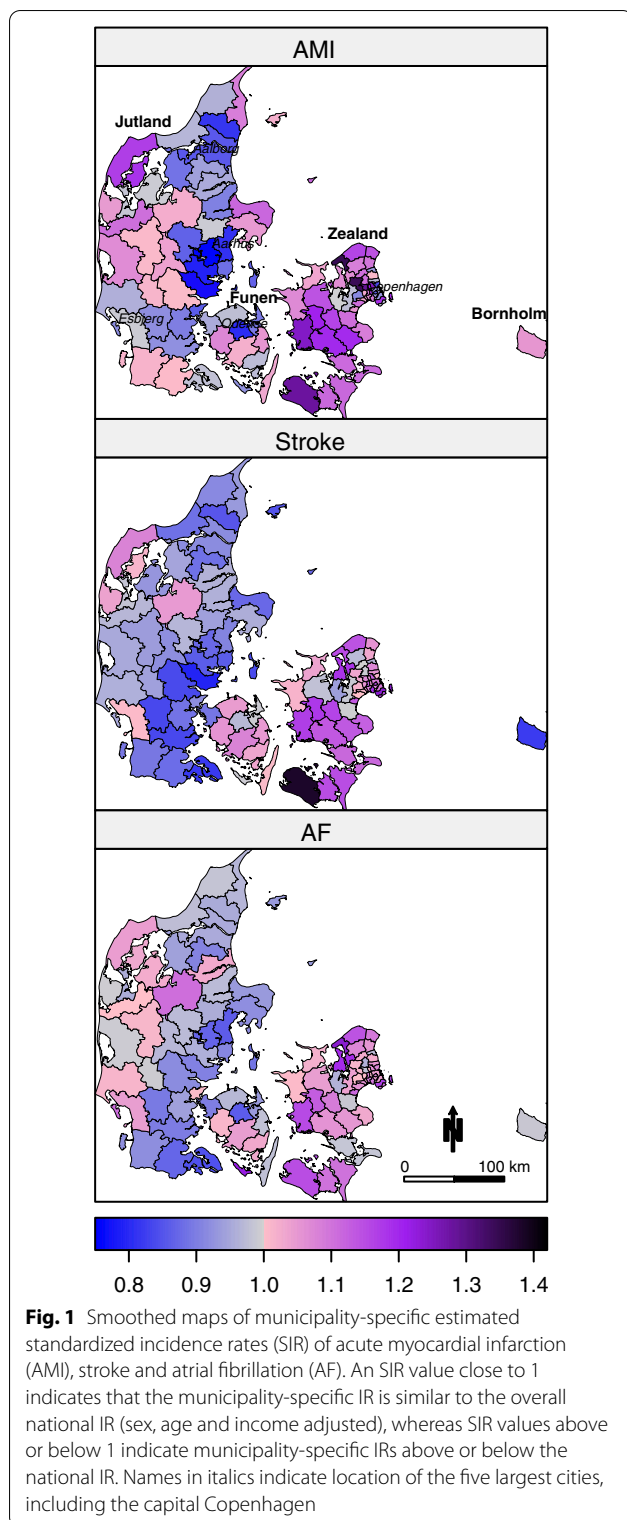 AMI
Jutland
Aalborg
Zealand
Aarhus
Copenhagen
Funen
Bornholm
Esbjerg
Odense
Stroke
AF
N
0 100 km
0.8 0.9 1.0 1.1 1.2 1.3 1.4
Fig. 1 Smoothed maps of municipality-specific estimated
standardized incidence rates (SIR) of acute myocardial infarction
(AMI), stroke and atrial fibrillation (AF). An SIR value close to 1
indicates that the municipality-specific IR is similar to the overall
national IR (sex, age and income adjusted), whereas SIR values above
or below 1 indicate municipality-specific IRs above or below the
national IR. Names in italics indicate location of the five largest cities,
including the capital Copenhagen